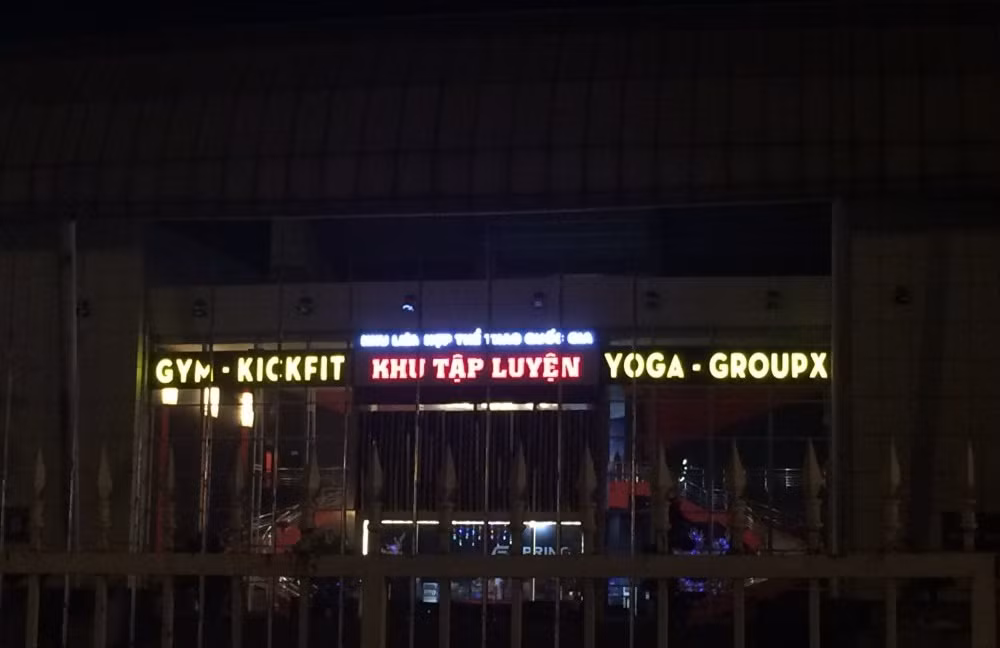 KHU LIÊN HỢP THỂ THAO QUỐC GIA
GYM - KICKFIT
KHU TẬP LUYỆN
YOGA - GROUPX